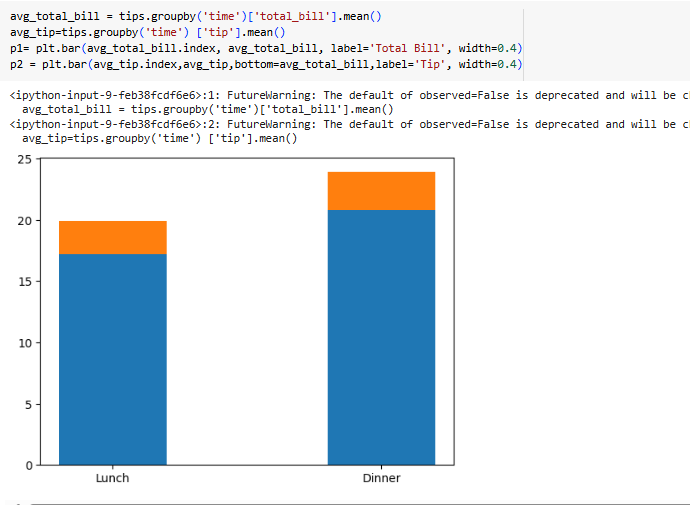 avg_total_bill = tips.groupby('time')['total_bill'].mean()
avg_tip=tips.groupby('time') ['tip'].mean()
p1= plt.bar(avg_total_bill.index, avg_total_bill, label='Total Bill', width=0.4)
p2 = plt.bar(avg_tip.index,avg_tip,bottom=avg_total_bill,label='Tip', width=0.4)
<ipython-input-9-feb38fcdf6e6>:1: FutureWarning: The default of observed=False is deprecated and will be
avg_total_bill = tips.groupby('time')['total_bill'].mean()
<ipython-input-9-feb38fcdf6e6>:2: FutureWarning: The default of observed=False is deprecated and will be
avg_tip=tips.groupby('time') ['tip'].mean()
25
20
15
10
5
0
Lunch Dinner